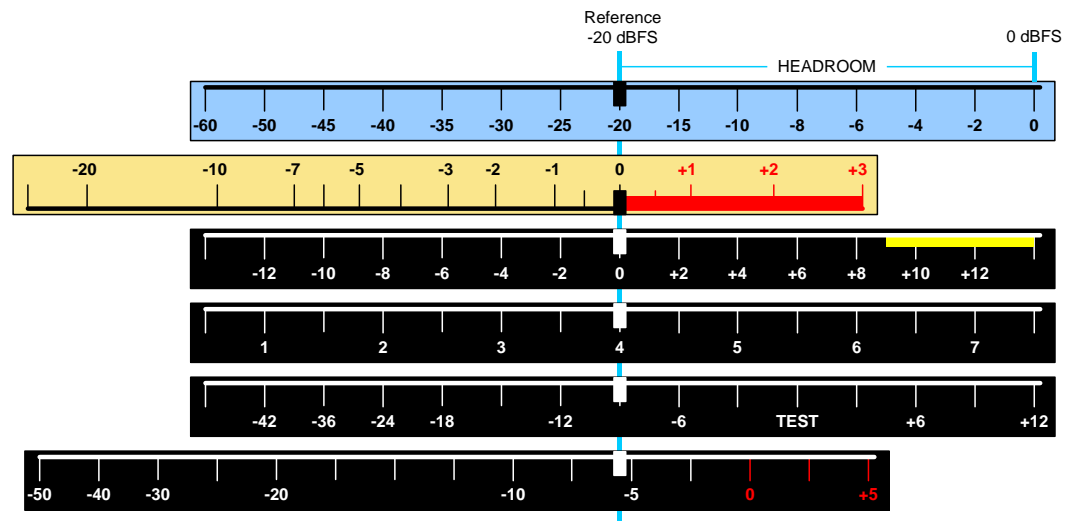 Reference
-20 dBFS
0 dBFS
HEADROOM
-60 -50 -45 -40 -35 -30 -25 -20 -15 -10 -8 -6 -4 -2 0
-20 -10 -7 -5 -3 -2 -1 0 +1 +2 +3
-12 -10 -8 -6 -4 -2 0 +2 +4 +6 +8 +10 +12
1 2 3 4 5 6 7
-42 -36 -24 -18 -12 -6 TEST +6 +12
-50 -40 -30 -20 -10 -5 0 +5